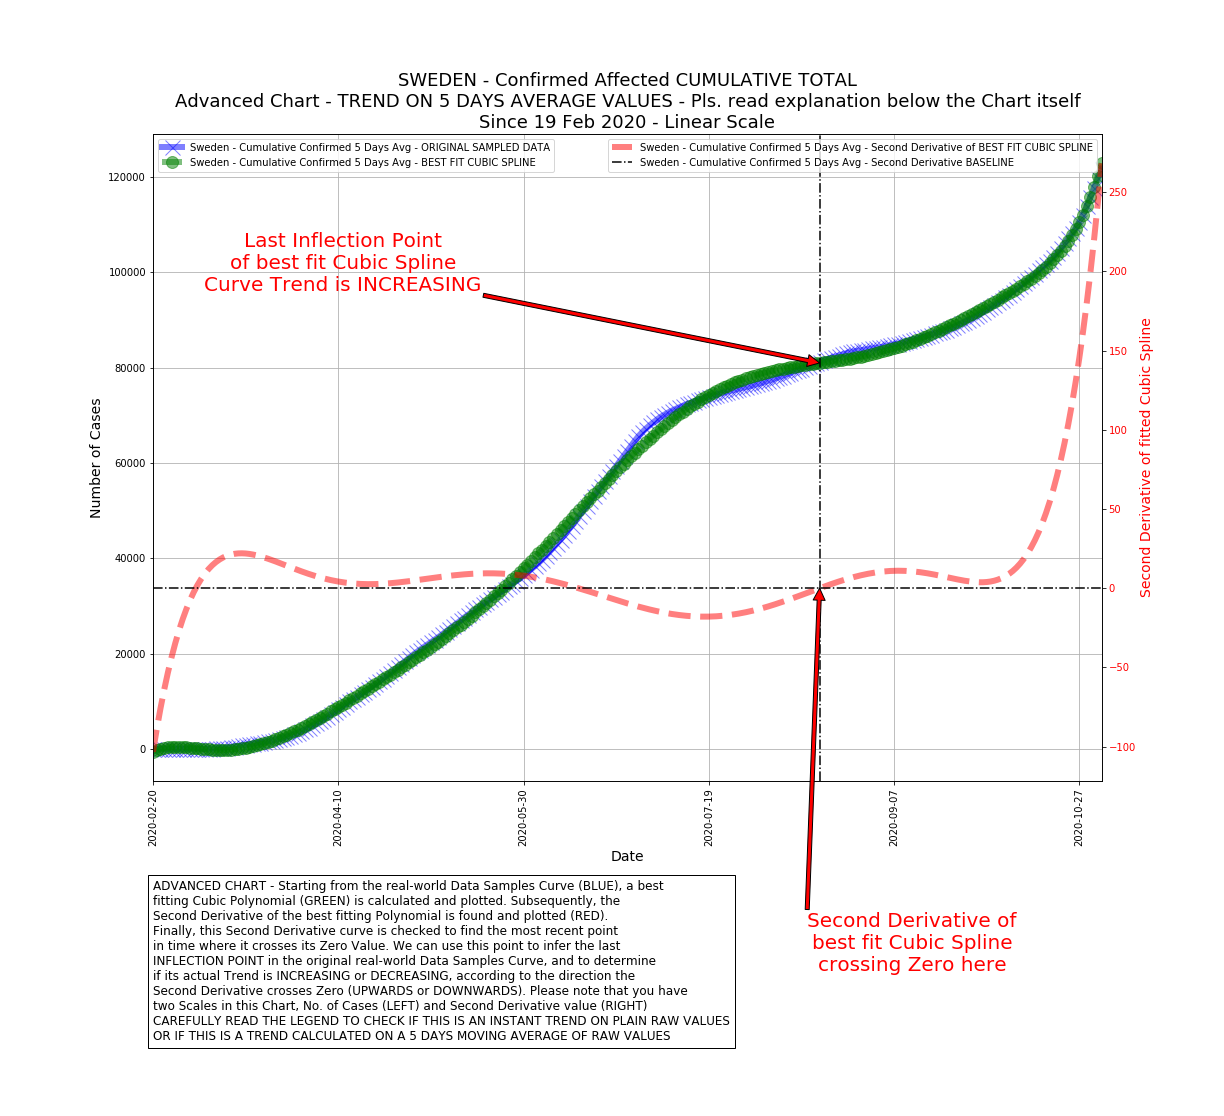 SWEDEN - Confirmed Affected CUMULATIVE TOTAL
Advanced Chart - TREND ON 5 DAYS AVERAGE VALUES - Pls. read explanation below the Chart itself
Since 19 Feb 2020 - Linear Scale
Sweden - Cumulative Confirmed 5 Days Avg - ORIGINAL SAMPLED DATA
Sweden - Cumulative Confirmed 5 Days Avg - BEST FIT CUBIC SPLINE
Sweden - Cumulative Confirmed 5 Days Avg - Second Derivative of BEST FIT CUBIC SPLINE
Sweden - Cumulative Confirmed 5 Days Avg - Second Derivative BASELINE
Last Inflection Point
of best fit Cubic Spline
Curve Trend is INCREASING
Number of Cases
120000
100000
80000
60000
40000
20000
0
250
200
150
100
50
0
−50
−100
Second Derivative of fitted Cubic Spline
2020-02-20
2020-04-10
2020-05-30
2020-07-19
2020-09-07
2020-10-27
Date
Second Derivative of
best fit Cubic Spline
crossing Zero here
ADVANCED CHART - Starting from the real-world Data Samples Curve (BLUE), a best
fitting Cubic Polynomial (GREEN) is calculated and plotted. Subsequently, the
Second Derivative of the best fitting Polynomial is found and plotted (RED).
Finally, this Second Derivative curve is checked to find the most recent point
in time where it crosses its Zero Value. We can use this point to infer the last
INFLECTION POINT in the original real-world Data Samples Curve, and to determine
if its actual Trend is INCREASING or DECREASING, according to the direction the
Second Derivative crosses Zero (UPWARDS or DOWNWARDS). Please note that you have
two Scales in this Chart, No. of Cases (LEFT) and Second Derivative value (RIGHT)
CAREFULLY READ THE LEGEND TO CHECK IF THIS IS AN INSTANT TREND ON PLAIN RAW VALUES
OR IF THIS IS A TREND CALCULATED ON A 5 DAYS MOVING AVERAGE OF RAW VALUES